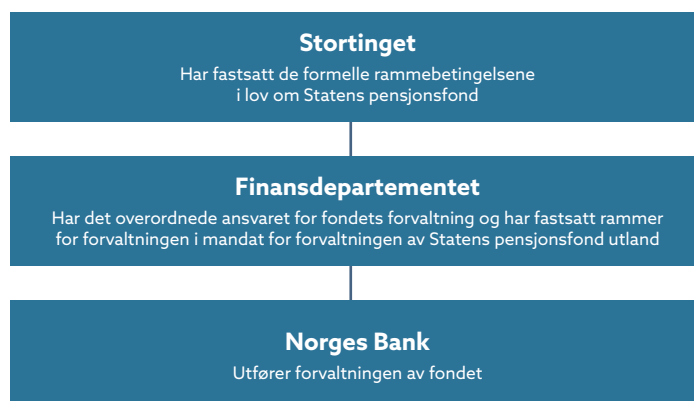 Stortinget
Har fastsatt de formelle rammebetingelsene
i lov om Statens pensjonsfond
Finansdepartementet
Har det overordnede ansvaret for fondets forvaltning og har fastsatt rammer
for forvaltningen i mandat for forvaltningen av Statens pensjonsfond utland
Norges Bank
Utfører forvaltningen av fondet